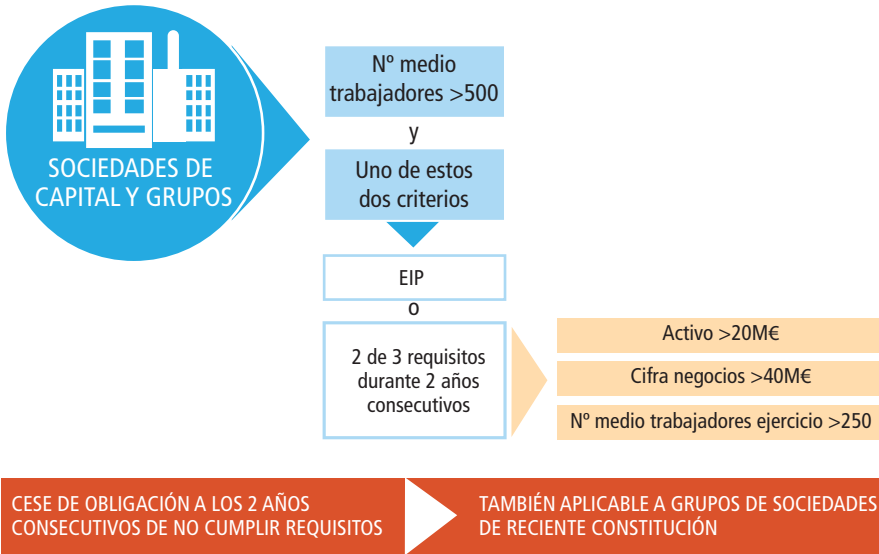 SOCIEDADES DE
CAPITAL Y GRUPOS
Nº medio
trabajadores >500
y
Uno de estos
dos criterios
EIP
o
2 de 3 requisitos
durante 2 años
consecutivos
Activo >20M€
Cifra negocios >40M€
Nº medio trabajadores ejercicio >250
CESE DE OBLIGACIÓN A LOS 2 AÑOS
CONSECUTIVOS DE NO CUMPLIR REQUISITOS
TAMBIÉN APLICABLE A GRUPOS DE SOCIEDADES
DE RECIENTE CONSTITUCIÓN